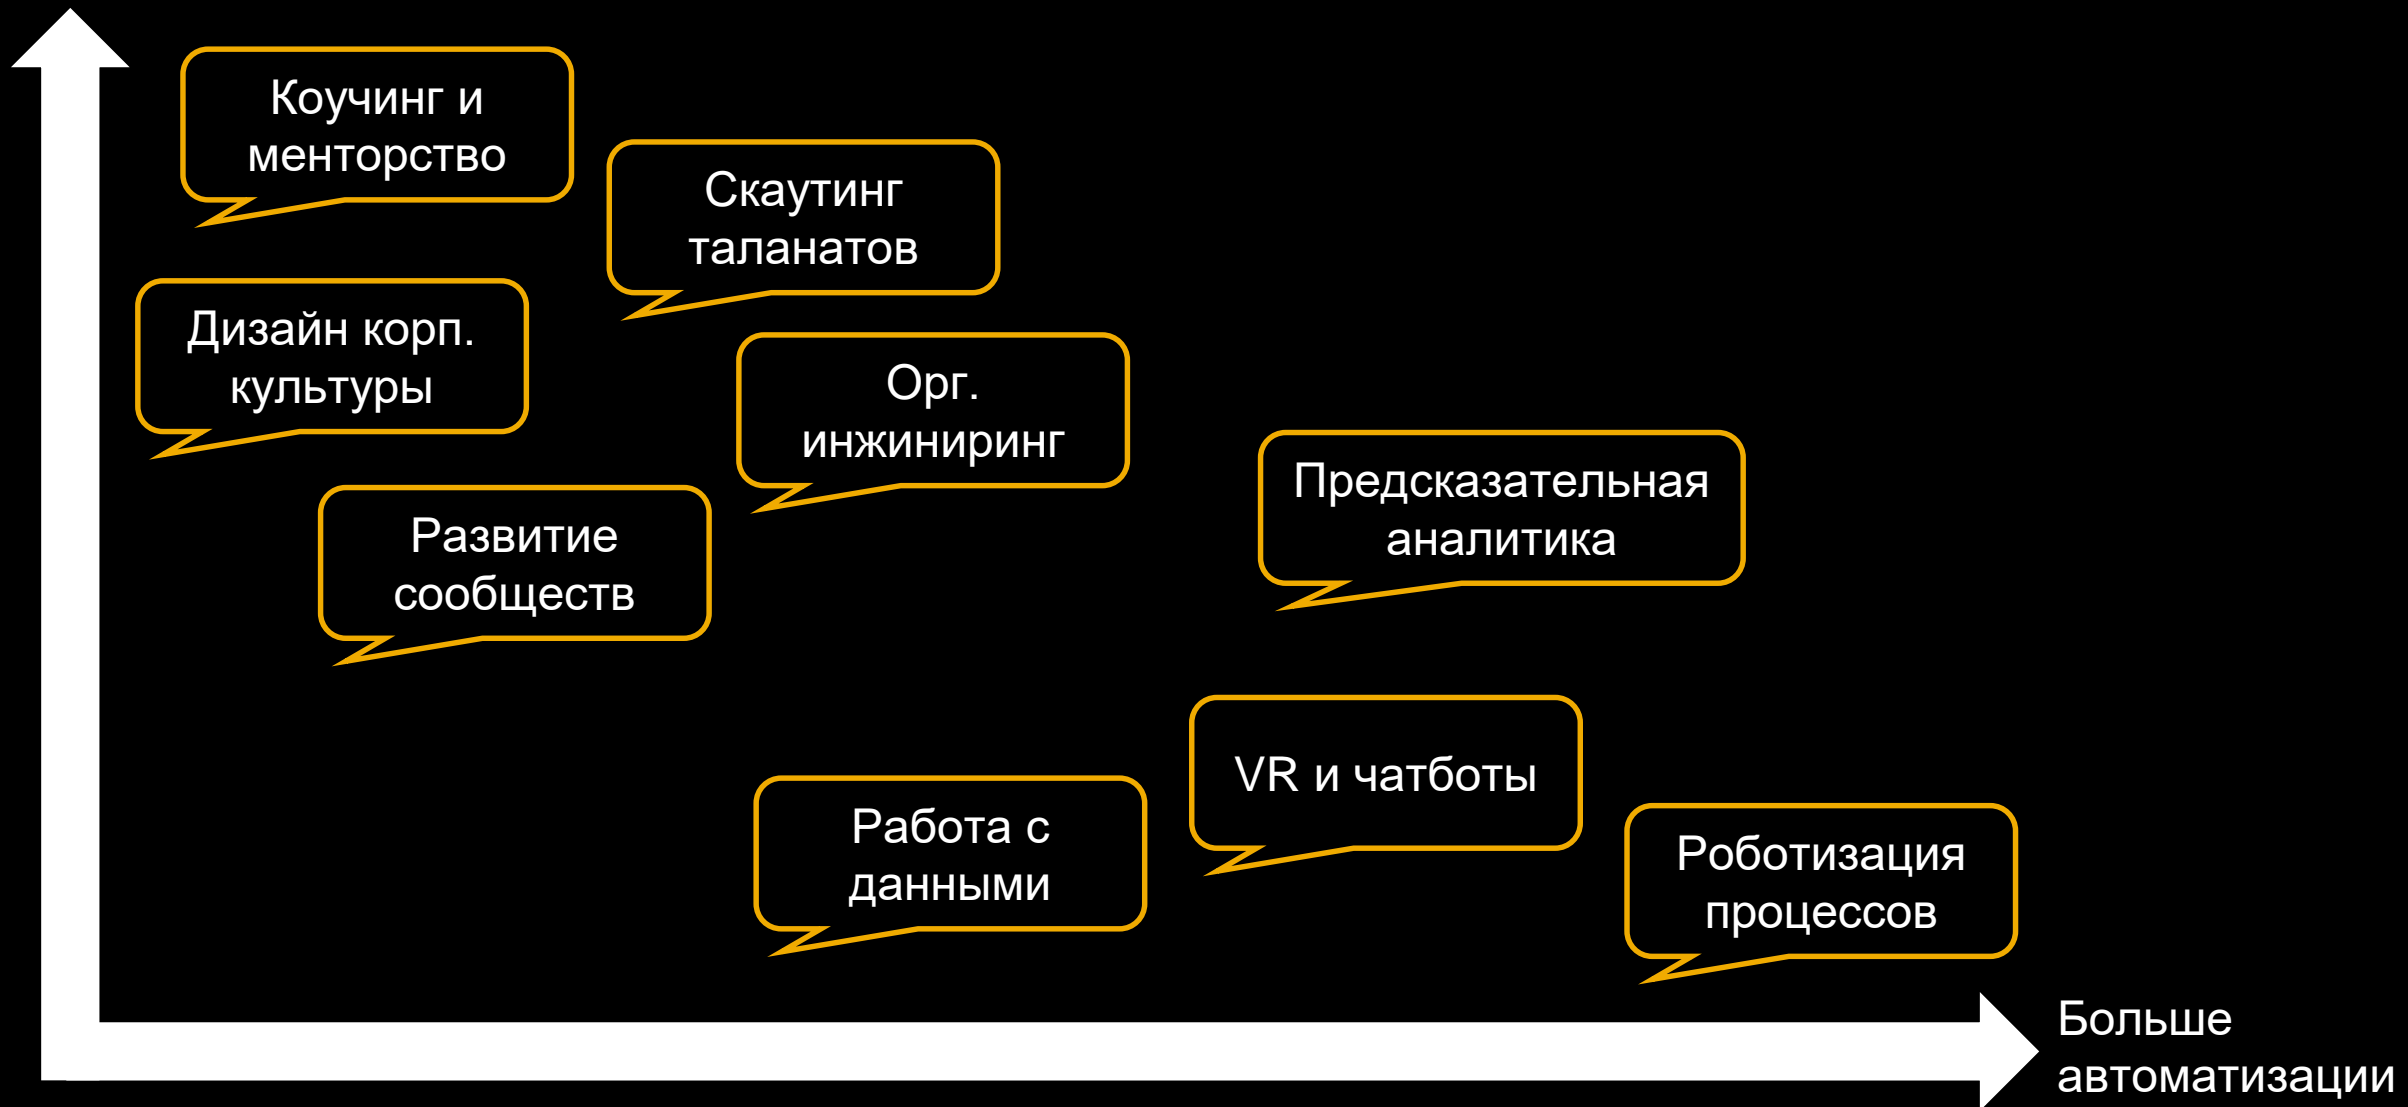 Коучинг и
менторство
Скаутинг
таланатов
Дизайн корп.
культуры
Орг.
инжиниринг
Предсказательная
аналитика
Развитие
сообществ
VR и чатботы
Работа с
данными
Роботизация
процессов
Больше
автоматизации